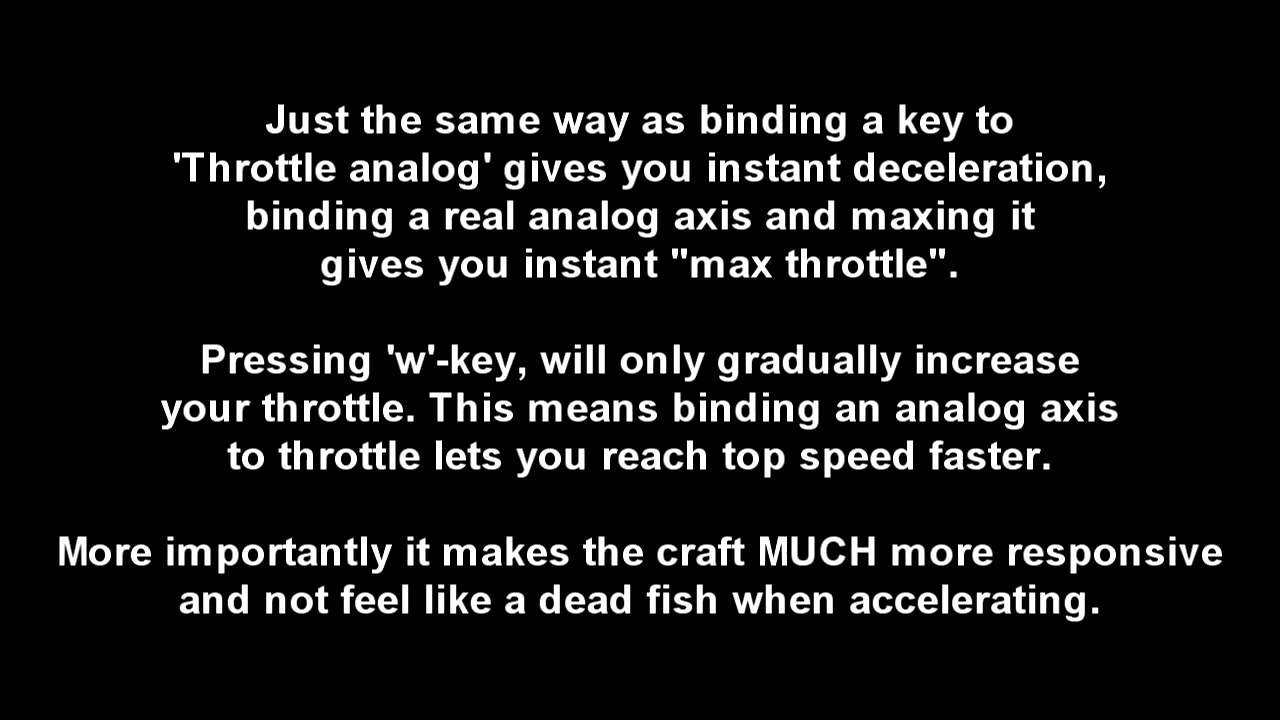 Just the same way as binding a key to
'Throttle analog' gives you instant deceleration,
binding a real analog axis and maxing it
gives you instant "max throttle".
Pressing 'w'-key, will only gradually increase
your throttle. This means binding an analog axis
to throttle lets you reach top speed faster.
More importantly it makes the craft MUCH more responsive
and not feel like a dead fish when accelerating.